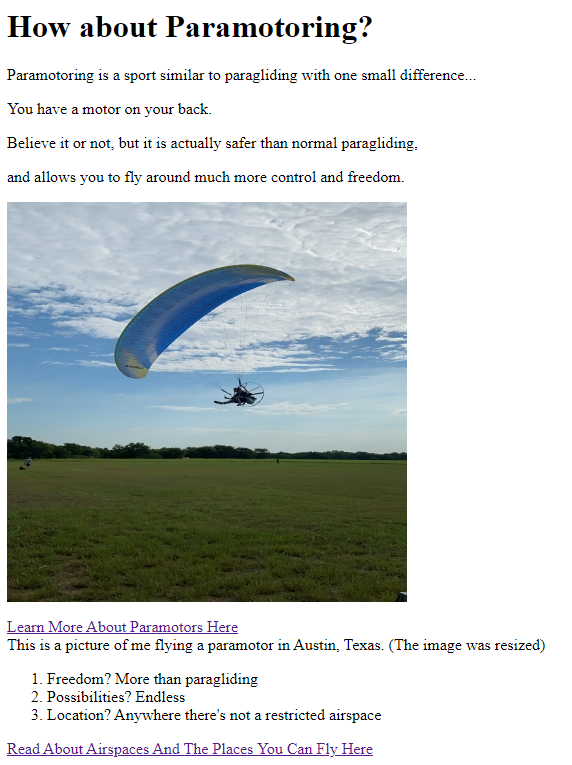 How about Paramotoring?
Paramotoring is a sport similar to paragliding with one small difference...
You have a motor on your back.
Believe it or not, but it is actually safer than normal paragliding,
and allows you to fly around much more control and freedom.
Learn More About Paramotors Here
This is a picture of me flying a paramotor in Austin, Texas. (The image was resized)
1. Freedom? More than paragliding
2. Possibilities? Endless
3. Location? Anywhere there's not a restricted airspace
Read About Airspaces And The Places You Can Fly Here